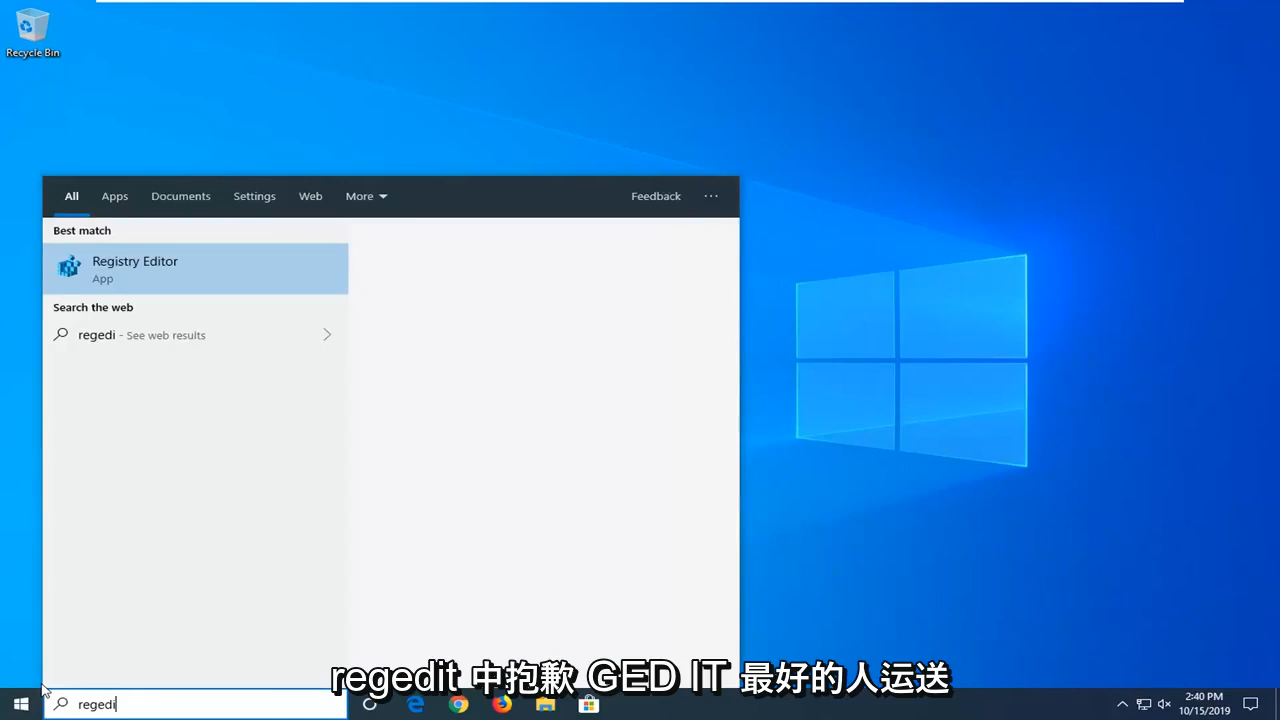 Recycle Bin
All Apps Documents Settings Web More Feedback ···
Best match
Registry Editor
App
Search the web
regedi - See web results
regedit 中抱歉 GED IT 最好的人运送
regedi
2:40 PM
10/15/2019